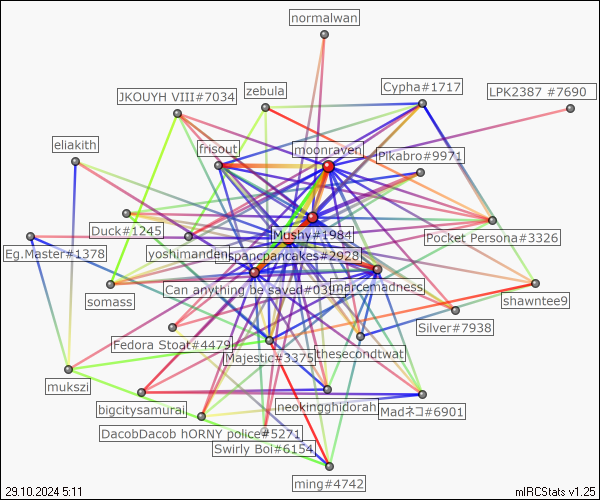 normalwan
zebula
Cypha#1717
LPK2387 #7690
JKOUYH VIII#7034
eliakith
frisout
moonraven
Pikabro#9971
Duck#1245
Mushy#1984
Pocket Persona#3326
Eg.Master#1378
yoshimanden
spancpancakes#2928
somass
Can anything be saved#03
marcemadness
shawntee9
Silver#7938
Fedora Stoat#4479
Majestic#3375
thesecondtwat
mukszi
bigcitysamurai
neokingghidorah
Madネコ#6901
DacobDacob hORNY police#5271
Swirly Boi#6154
ming#4742
29.10.2024 5:11
mIRCStats v1.25